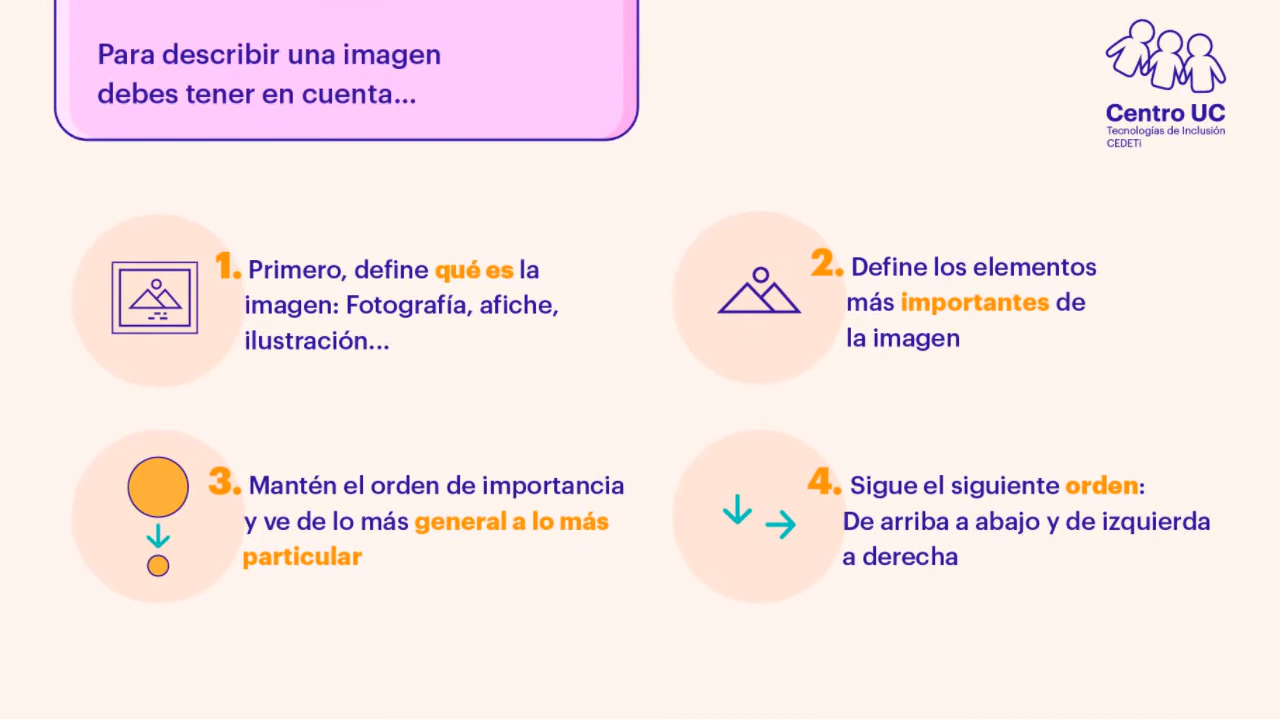 Para describir una imagen
debes tener en cuenta...
Centro UC
Tecnologías de Inclusión
CEDETi
1. Primero, define qué es la
imagen: Fotografía, afiche,
ilustración...
2. Define los elementos
más importantes de
la imagen
3. Mantén el orden de importancia
y ve de lo más general a lo más
particular
4. Sigue el siguiente orden:
De arriba a abajo y de izquierda
a derecha